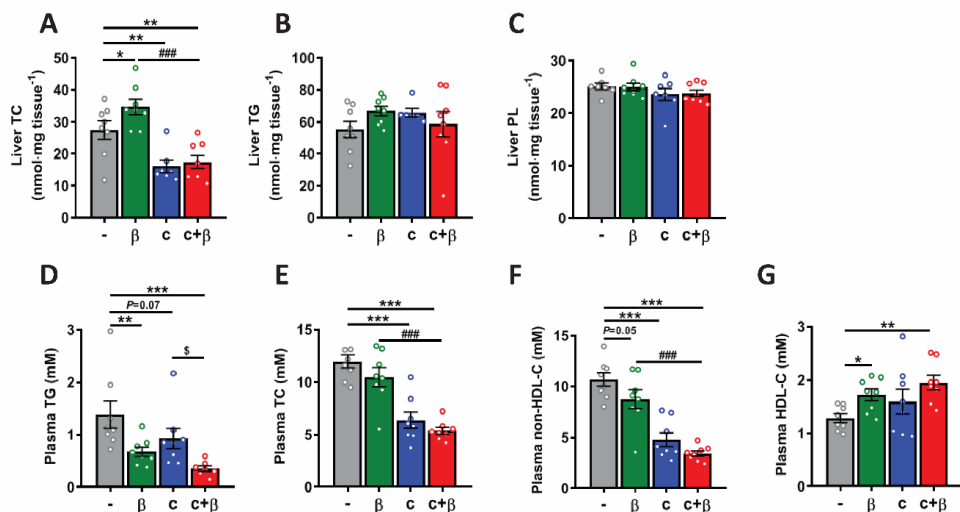 A
** 
**
* ###
Liver TC
(nmol·mg tissue⁻¹)
50
40
30
20
10
0
- β c c+β
B
Liver TG
(nmol·mg tissue⁻¹)
100
80
60
40
20
0
- β c c+β
C
Liver PL
(nmol·mg tissue⁻¹)
30
20
10
0
- β c c+β
D
***
P=0.07
**
$
Plasma TG (mM)
3
2
1
0
- β c c+β
E
***
***
###
Plasma TC (mM)
15
10
5
0
- β c c+β
F
***
***
P=0.05
###
Plasma non-HDL-C (mM)
15
10
5
0
- β c c+β
G
**
*
Plasma HDL-C (mM)
3
2
1
0
- β c c+β